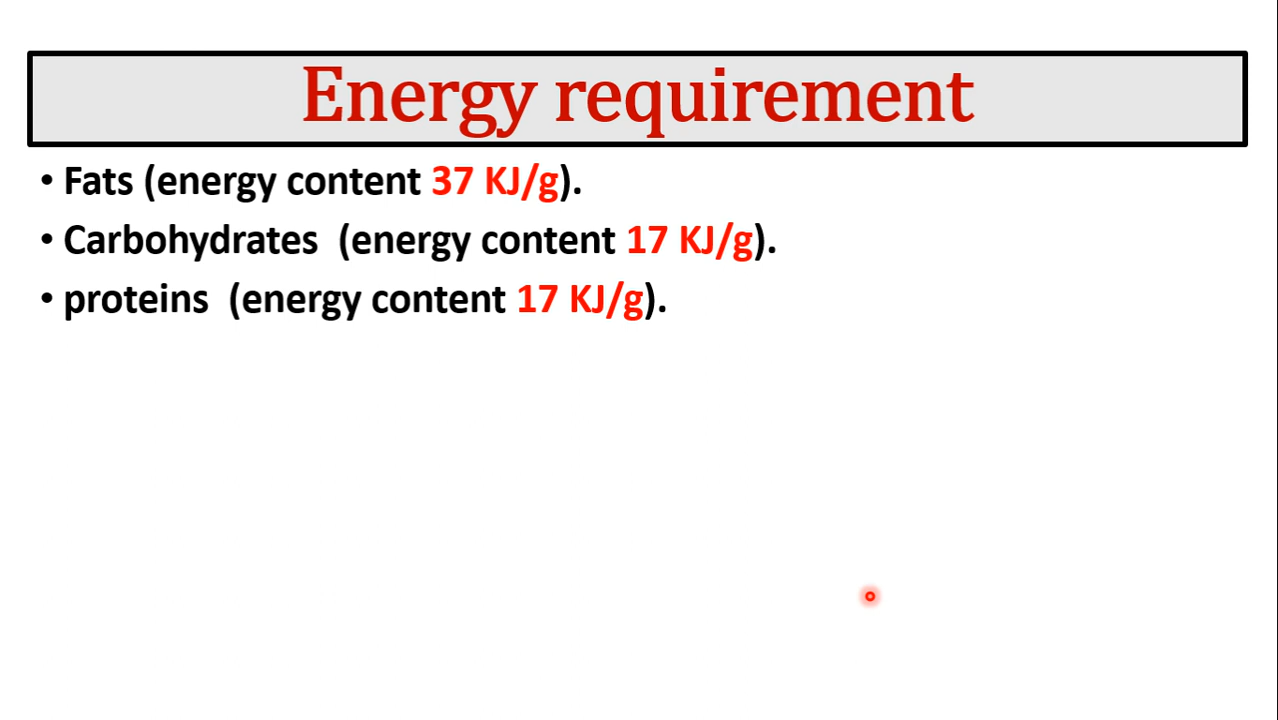 Energy requirement
• Fats (energy content 37 KJ/g).
• Carbohydrates  (energy content 17 KJ/g).
• proteins  (energy content 17 KJ/g).